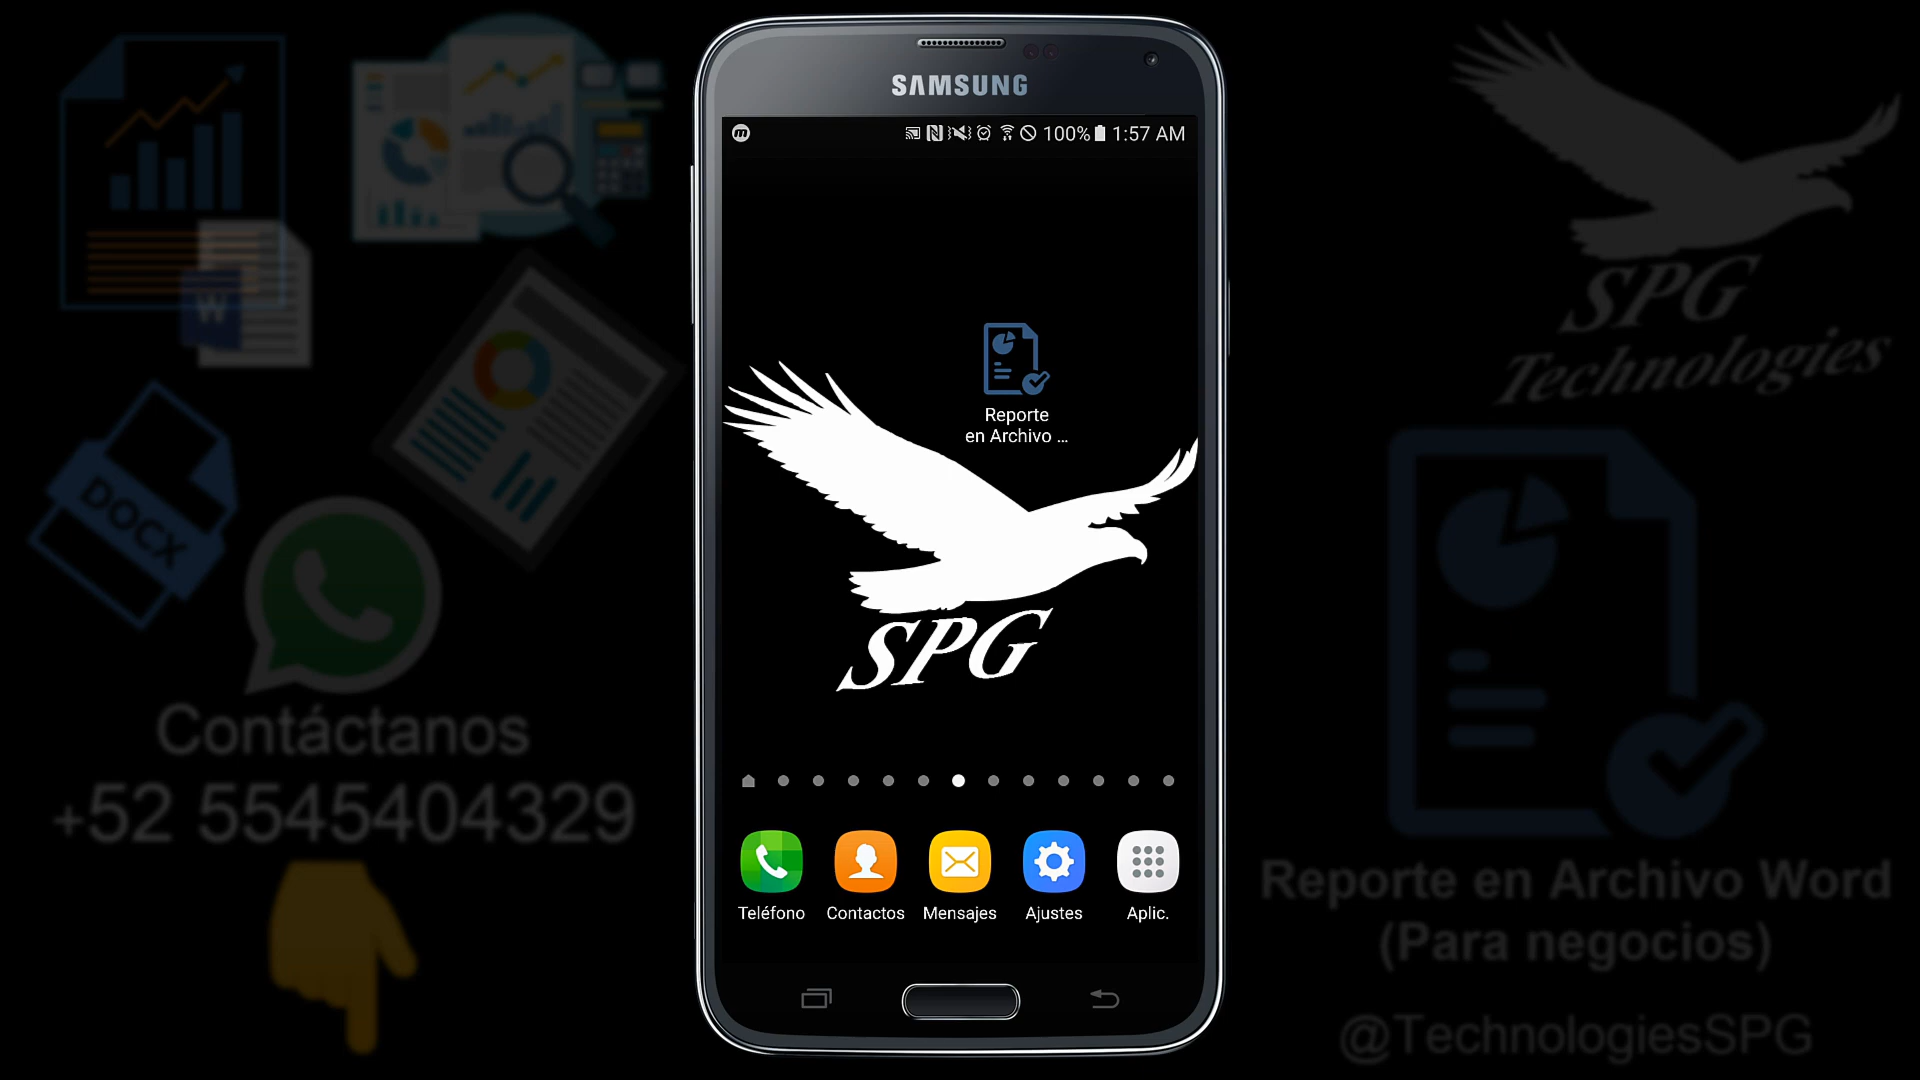 SAMSUNG
100% 1:57 AM
Reporte
en Archivo ...
SPG
Teléfono
Contactos
Mensajes
Ajustes
Aplic.
W
DOCX
Contáctanos
+52 5545404329
SPG
Technologies
Reporte en Archivo Word
(Para negocios)
@TechnologiesSPG